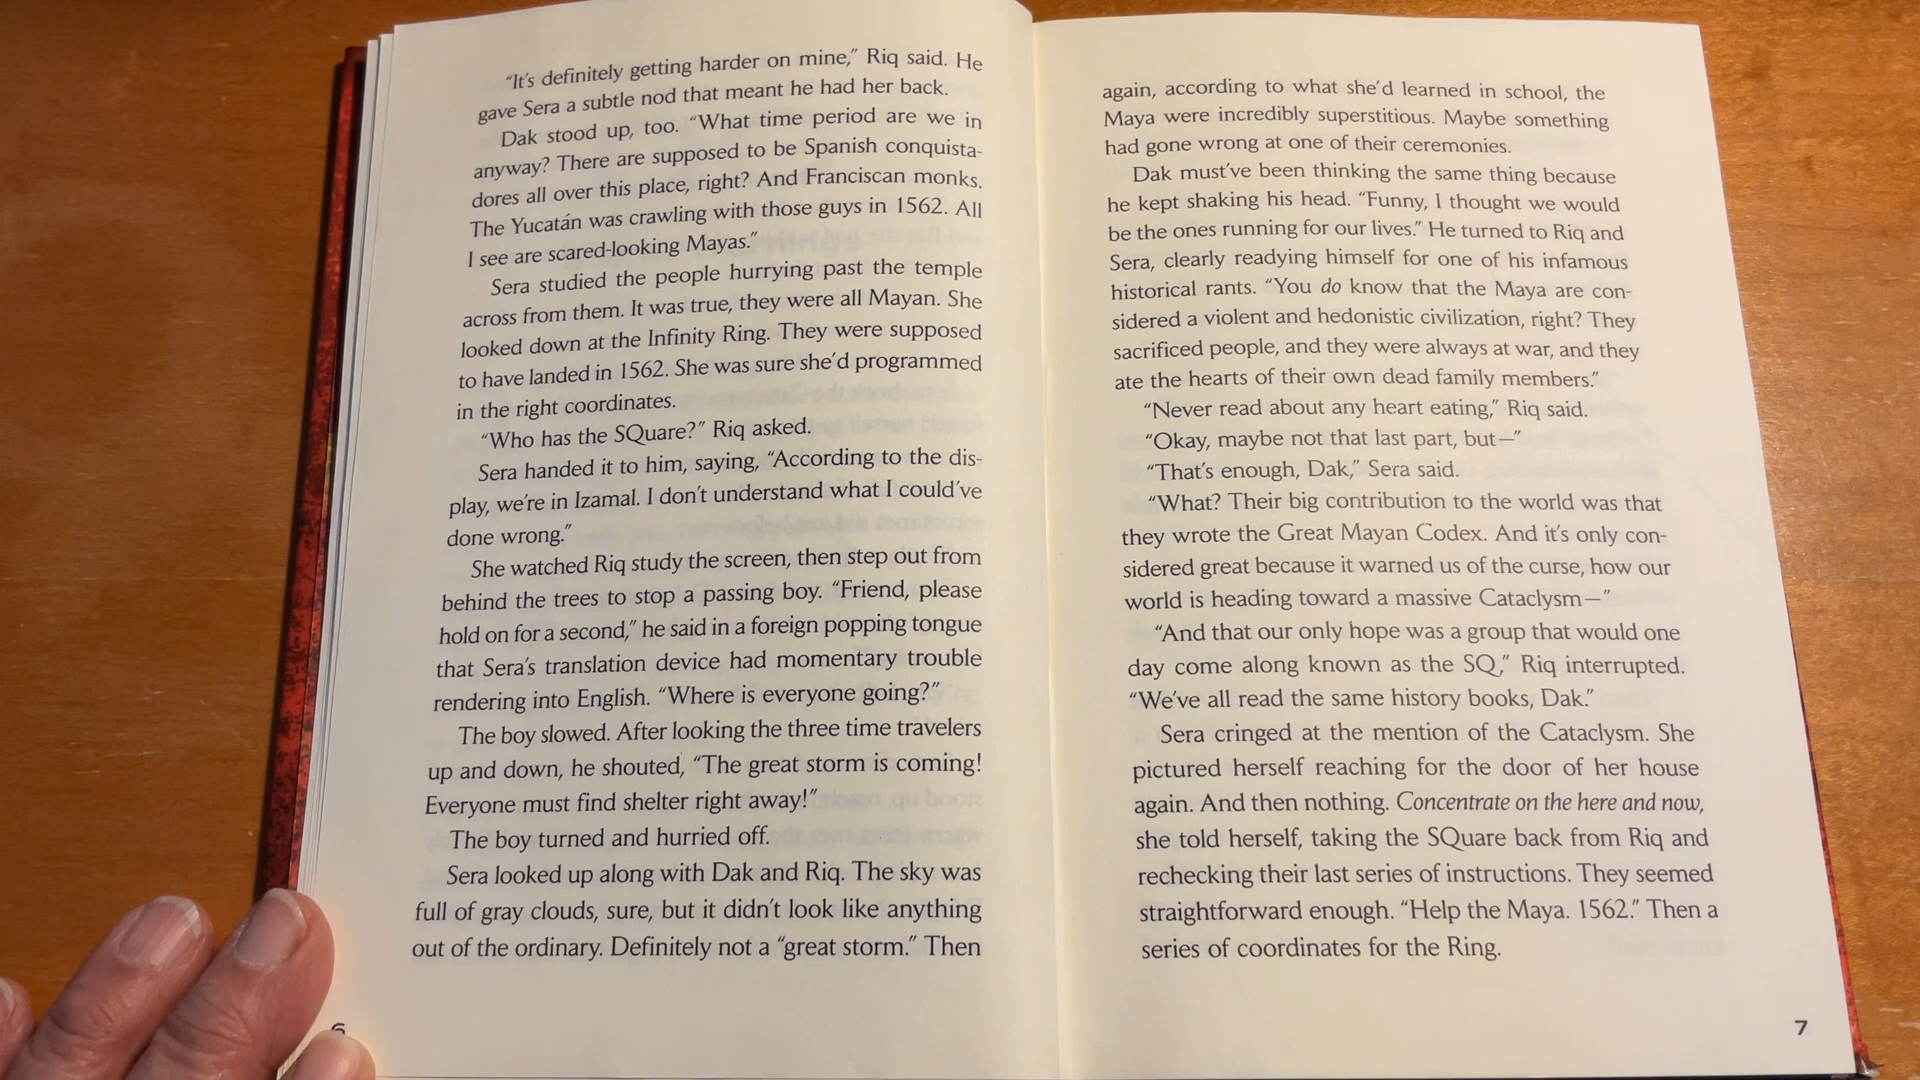 “It’s definitely getting harder on mine,” Riq said. He
gave Sera a subtle nod that meant he had her back.
Dak stood up, too. “What time period are we in
anyway? There are supposed to be Spanish conquista-
dores all over this place, right? And Franciscan monks.
The Yucatán was crawling with those guys in 1562. All
I see are scared-looking Mayas.”
Sera studied the people hurrying past the temple
across from them. It was true, they were all Mayan. She
looked down at the Infinity Ring. They were supposed
to have landed in 1562. She was sure she’d programmed
in the right coordinates.
“Who has the SQuare?” Riq asked.
Sera handed it to him, saying, “According to the dis-
play, we’re in Izamal. I don’t understand what I could’ve
done wrong.”
She watched Riq study the screen, then step out from
behind the trees to stop a passing boy. “Friend, please
hold on for a second,” he said in a foreign popping tongue
that Sera’s translation device had momentary trouble
rendering into English. “Where is everyone going?”
The boy slowed. After looking the three time travelers
up and down, he shouted, “The great storm is coming!
Everyone must find shelter right away!”
The boy turned and hurried off.
Sera looked up along with Dak and Riq. The sky was
full of gray clouds, sure, but it didn’t look like anything
out of the ordinary. Definitely not a “great storm.” Then
6
again, according to what she’d learned in school, the
Maya were incredibly superstitious. Maybe something
had gone wrong at one of their ceremonies.
Dak must’ve been thinking the same thing because
he kept shaking his head. “Funny, I thought we would
be the ones running for our lives.” He turned to Riq and
Sera, clearly readying himself for one of his infamous
historical rants. “You do know that the Maya are con-
sidered a violent and hedonistic civilization, right? They
sacrificed people, and they were always at war, and they
ate the hearts of their own dead family members.”
“Never read about any heart eating,” Riq said.
“Okay, maybe not that last part, but—”
“That’s enough, Dak,” Sera said.
“What? Their big contribution to the world was that
they wrote the Great Mayan Codex. And it’s only con-
sidered great because it warned us of the curse, how our
world is heading toward a massive Cataclysm—”
“And that our only hope was a group that would one
day come along known as the SQ,” Riq interrupted.
“We’ve all read the same history books, Dak.”
Sera cringed at the mention of the Cataclysm. She
pictured herself reaching for the door of her house
again. And then nothing. Concentrate on the here and now,
she told herself, taking the SQuare back from Riq and
rechecking their last series of instructions. They seemed
straightforward enough. “Help the Maya. 1562.” Then a
series of coordinates for the Ring.
7